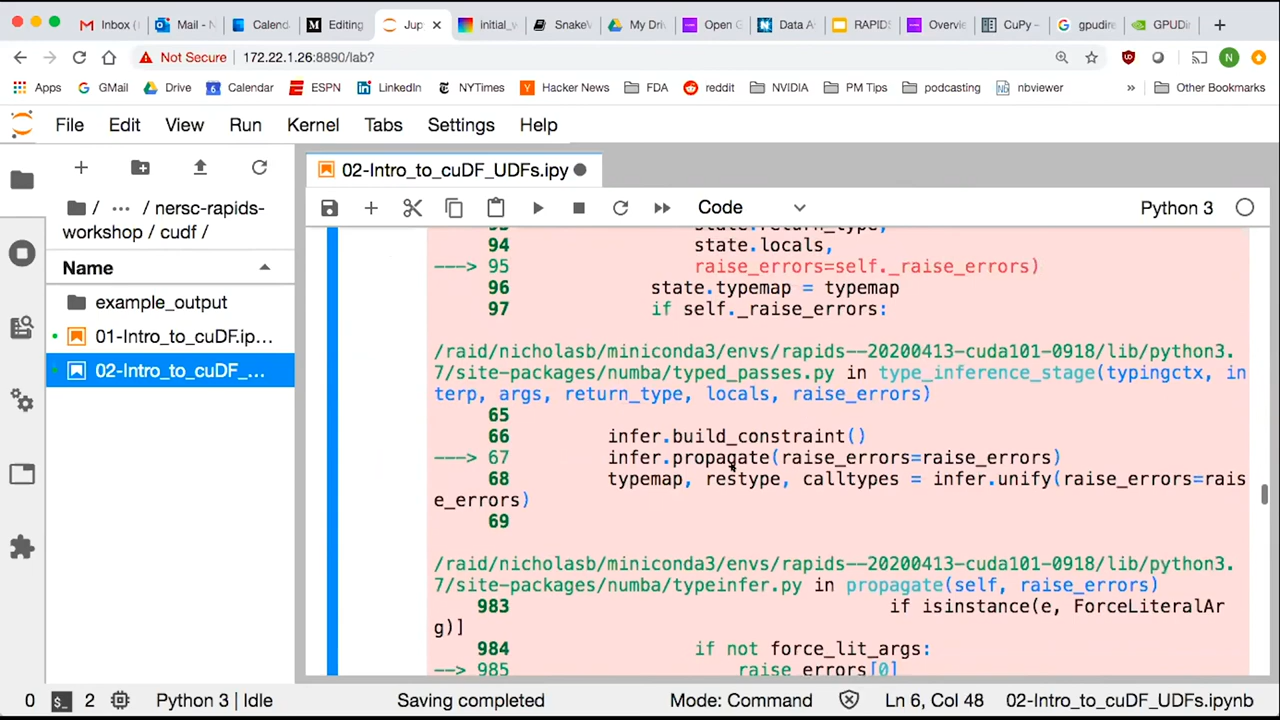 Inbox (
Mail - N
Calend
Editing
Jup
initial_v
SnakeV
My Dri
Open G
Data A
RAPIDS
Overvie
CuPy –
gpudire
GPUDir
Not Secure
172.22.1.26:8890/lab?
N
Apps
GMail
Drive
Calendar
ESPN
LinkedIn
NYTimes
Hacker News
FDA
reddit
NVIDIA
PM Tips
podcasting
nbviewer
»
Other Bookmarks
File
Edit
View
Run
Kernel
Tabs
Settings
Help
02-Intro_to_cuDF_UDFs.ipy
Code
Python 3
/ ··· / nersc-rapids-
workshop / cudf /
Name
example_output
01-Intro_to_cuDF.ip...
02-Intro_to_cuDF_...
94 state.locals,
---> 95 raise_errors=self._raise_errors)
96 state.typemap = typemap
97 if self._raise_errors:
/raid/nicholasb/miniconda3/envs/rapids--20200413-cuda101-0918/lib/python3.
7/site-packages/numba/typed_passes.py in type_inference_stage(typingctx, in
terp, args, return_type, locals, raise_errors)
65
66 infer.build_constraint()
---> 67 infer.propagate(raise_errors=raise_errors)
68 typemap, restype, calltypes = infer.unify(raise_errors=rais
e_errors)
69
/raid/nicholasb/miniconda3/envs/rapids--20200413-cuda101-0918/lib/python3.
7/site-packages/numba/typeinfer.py in propagate(self, raise_errors)
983 if isinstance(e, ForceLiteralAr
g)]
984 if not force_lit_args:
--> 985 raise errors[0]
0
2
Python 3 | Idle
Saving completed
Mode: Command
Ln 6, Col 48
02-Intro_to_cuDF_UDFs.ipynb